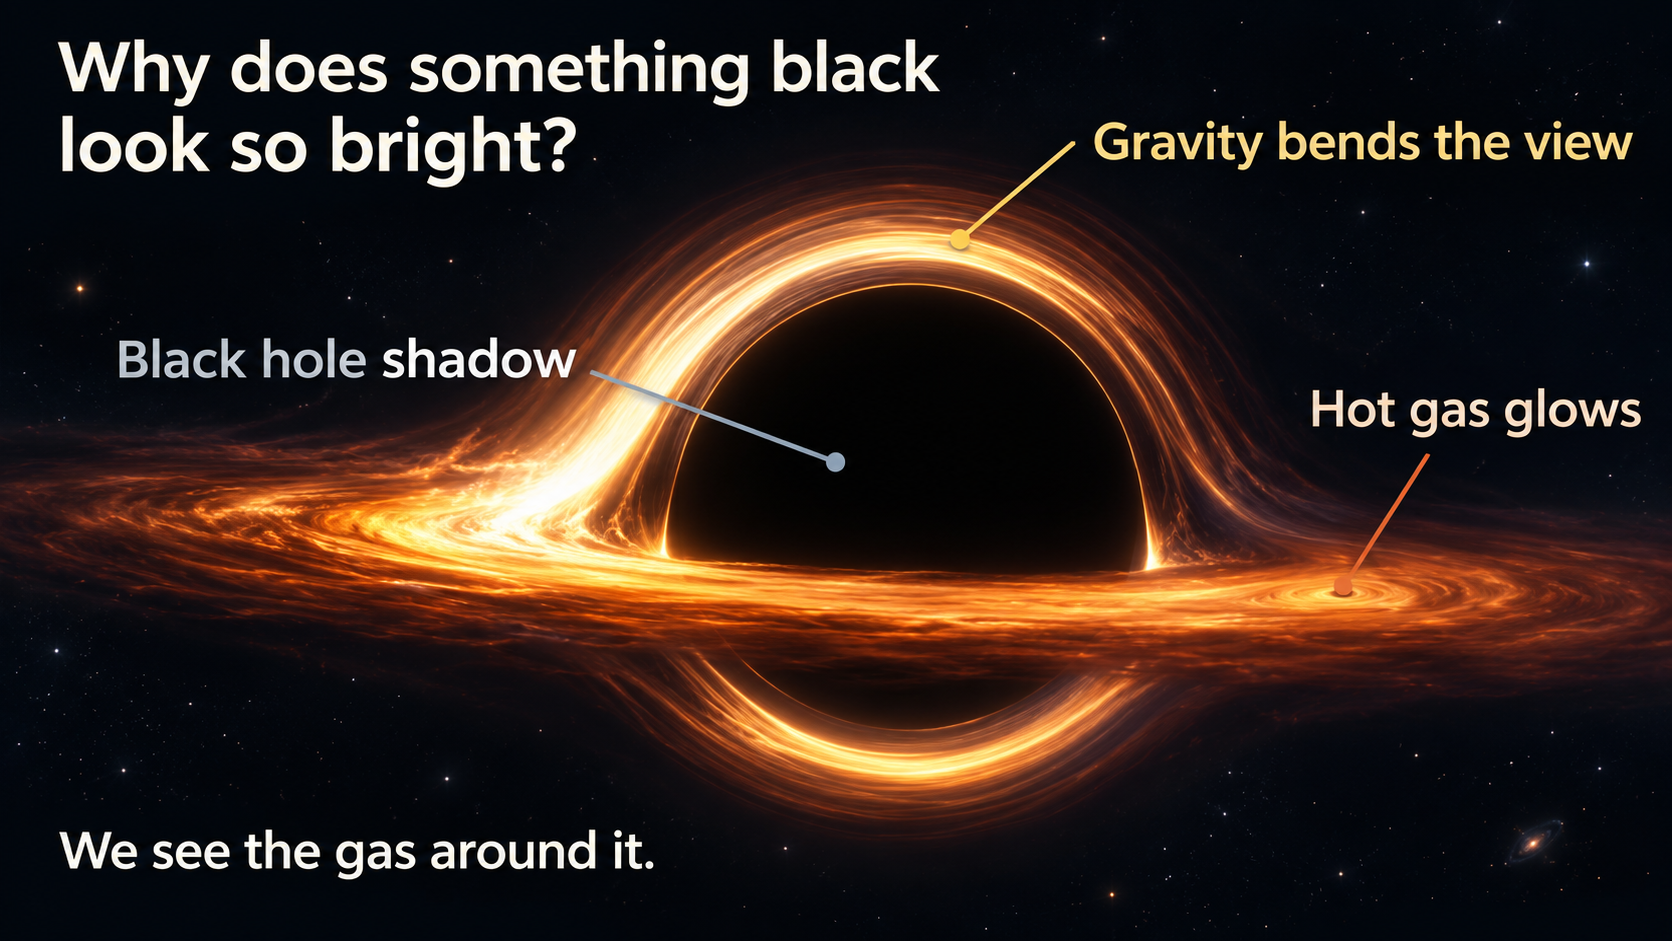 Why does something black
look so bright?
Gravity bends the view
Black hole shadow
Hot gas glows
We see the gas around it.